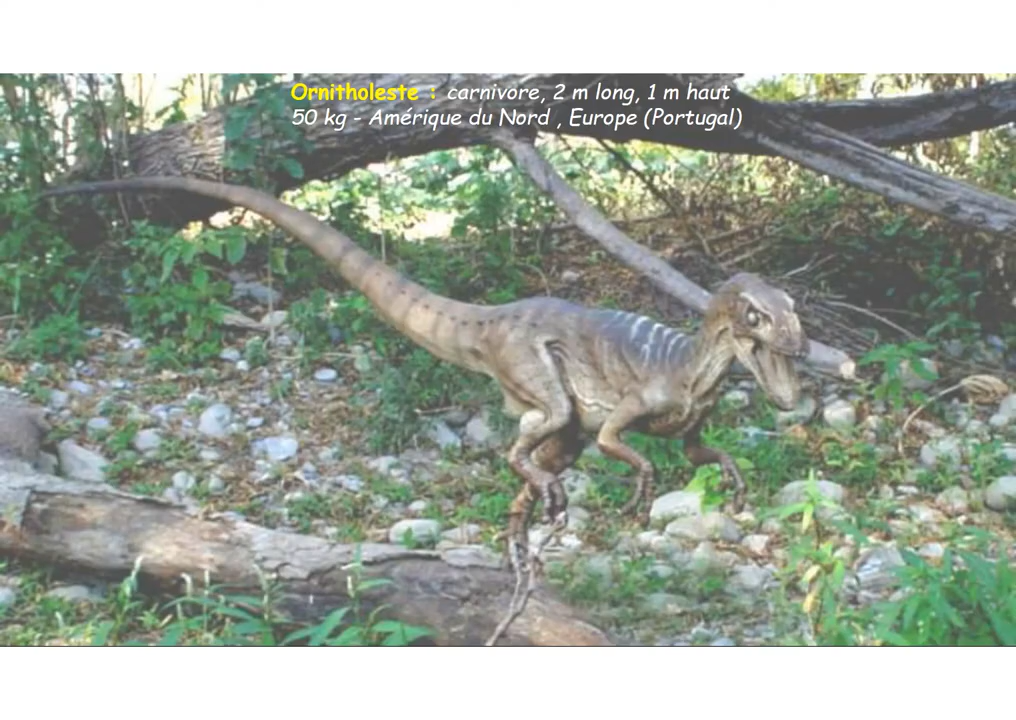 Ornitholeste : carnivore, 2 m long, 1 m haut
50 kg - Amérique du Nord , Europe (Portugal)